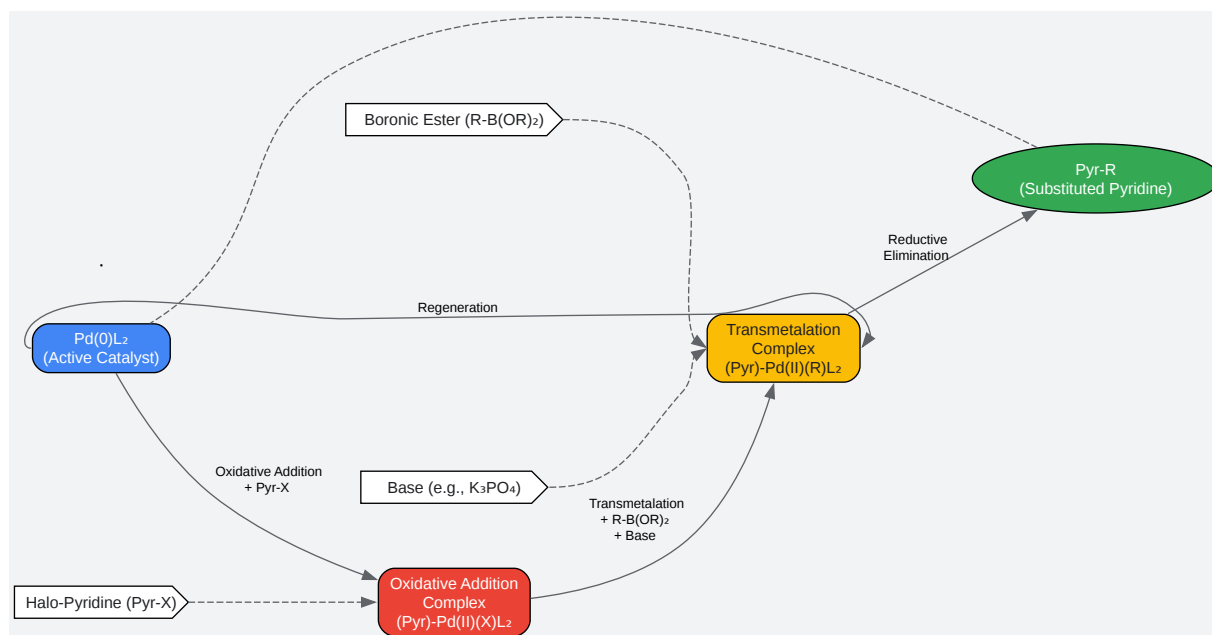 Boronic Ester (R-B(OR)₂)
Pyr-R
(Substituted Pyridine)
Reductive
Elimination
Regeneration
Pd(0)L₂
(Active Catalyst)
Transmetalation
Complex
(Pyr)-Pd(II)(R)L₂
Oxidative Addition
+ Pyr-X
Base (e.g., K₃PO₄)
Transmetalation
+ R-B(OR)₂
+ Base
Halo-Pyridine (Pyr-X)
Oxidative Addition
Complex
(Pyr)-Pd(II)(X)L₂